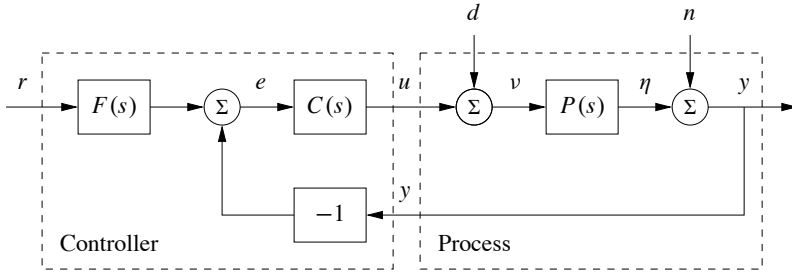 d n
r F(s) Σ e C(s) u Σ ν P(s) η Σ y
−1 y
Controller Process